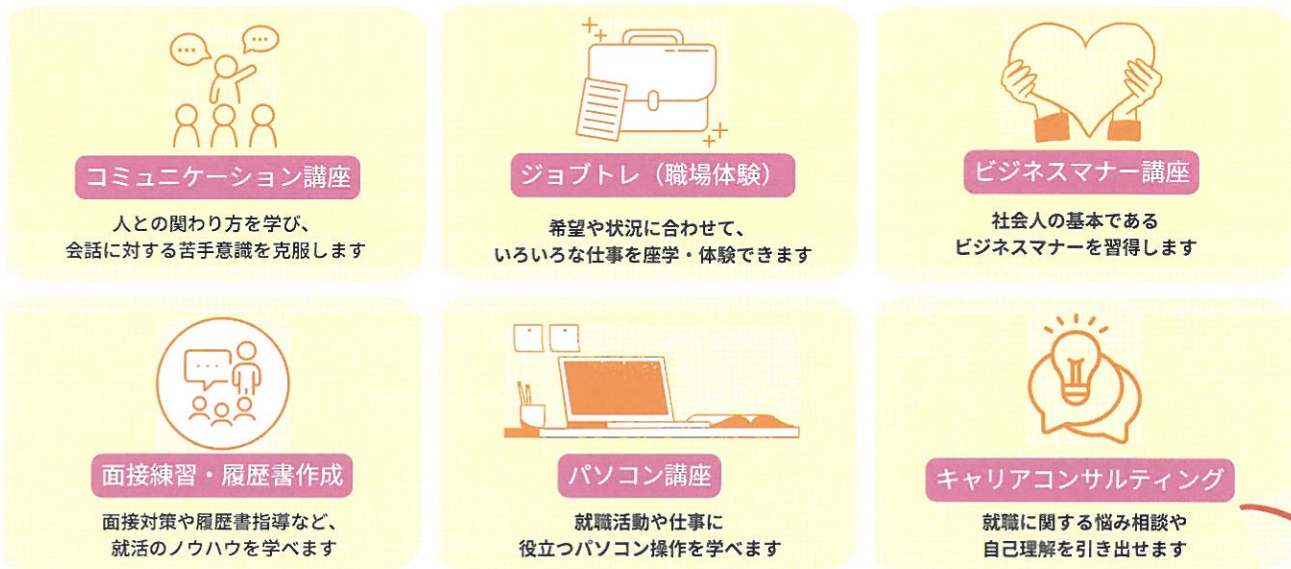 コミュニケーション講座
人との関わり方を学び、
会話に対する苦手意識を克服します
ジョブトレ（職場体験）
希望や状況に合わせて、
いろいろな仕事を座学・体験できます
ビジネスマナー講座
社会人の基本である
ビジネスマナーを習得します
面接練習・履歴書作成
面接対策や履歴書指導など、
就活のノウハウを学べます
パソコン講座
就職活動や仕事に
役立つパソコン操作を学べます
キャリアコンサルティング
就職に関する悩み相談や
自己理解を引き出せます